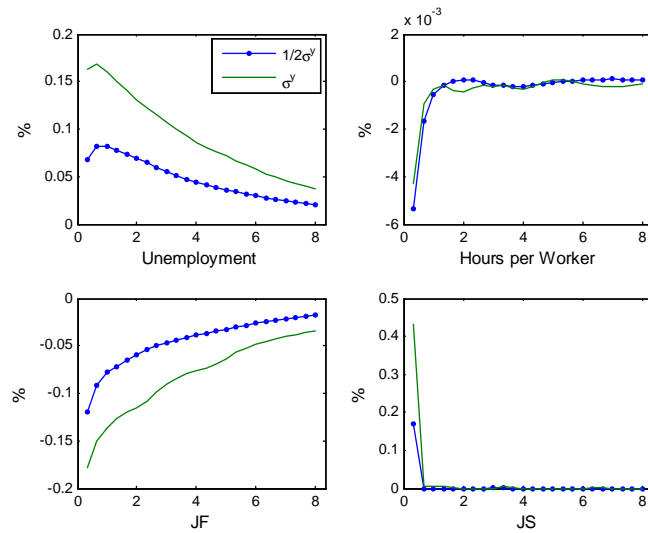 0.2
0.15
0.1
0.05
0
%
1/2σʸ
σʸ
0 2 4 6 8
Unemployment
x 10⁻³
2
0
-2
-4
-6
%
0 2 4 6 8
Hours per Worker
0
-0.05
-0.1
-0.15
-0.2
%
0 2 4 6 8
JF
0.5
0.4
0.3
0.2
0.1
0
%
0 2 4 6 8
JS